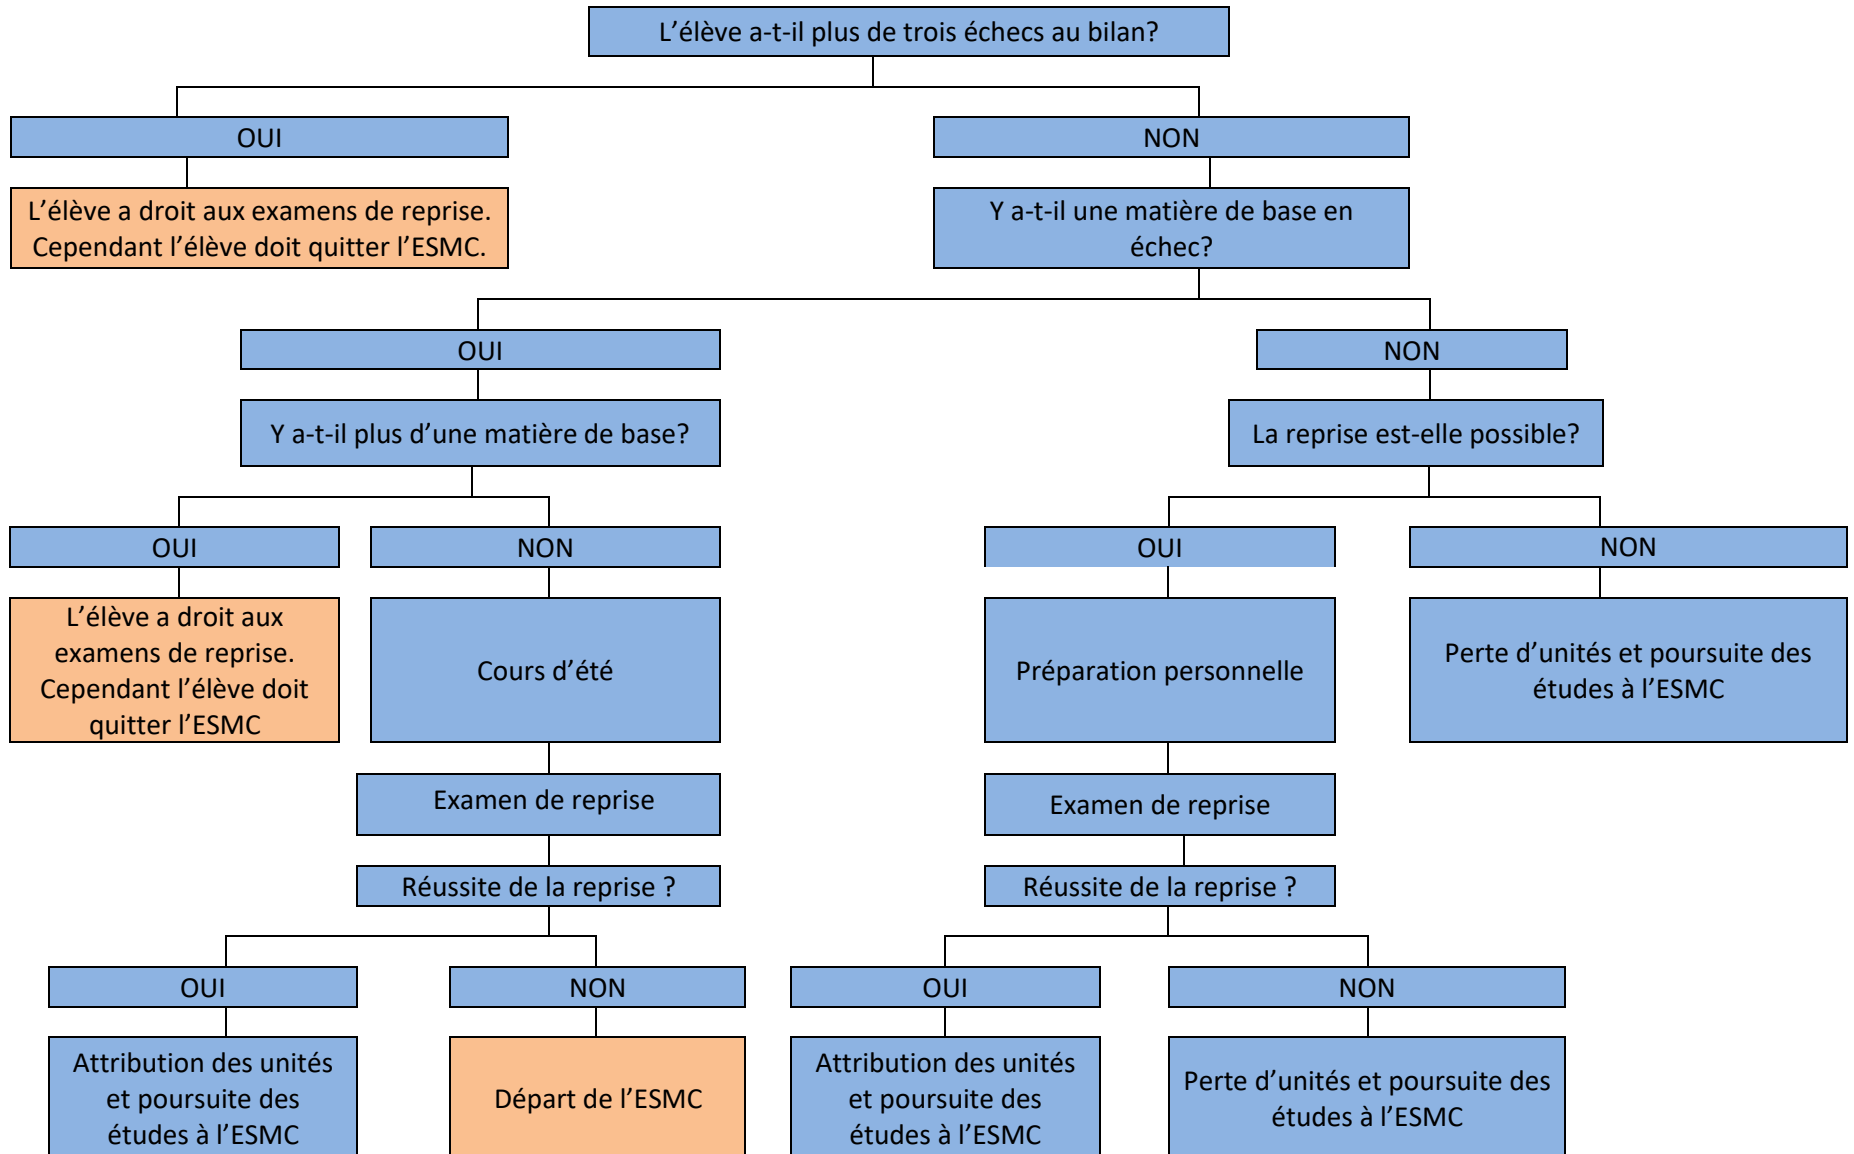 L'élève a-t-il plus de trois échecs au bilan?
OUI
NON
L'élève a droit aux examens de reprise.
Cependant l'élève doit quitter l'ESMC.
Y a-t-il une matière de base en
échec?
OUI
NON
Y a-t-il plus d'une matière de base?
La reprise est-elle possible?
OUI
NON
OUI
NON
L'élève a droit aux
examens de reprise.
Cependant l'élève doit
quitter l'ESMC
Cours d'été
Préparation personnelle
Perte d'unités et poursuite des
études à l'ESMC
Examen de reprise
Examen de reprise
Réussite de la reprise ?
Réussite de la reprise ?
OUI
NON
OUI
NON
Attribution des unités
et poursuite des
études à l'ESMC
Départ de l'ESMC
Attribution des unités
et poursuite des
études à l'ESMC
Perte d'unités et poursuite des
études à l'ESMC